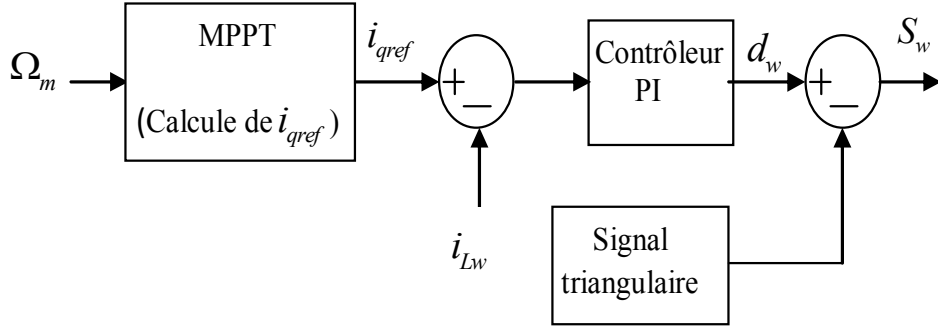 Ω_m
MPPT
(Calcule de i_qref)
i_qref
+
−
i_Lw
Contrôleur
PI
d_w
+
−
S_w
Signal
triangulaire